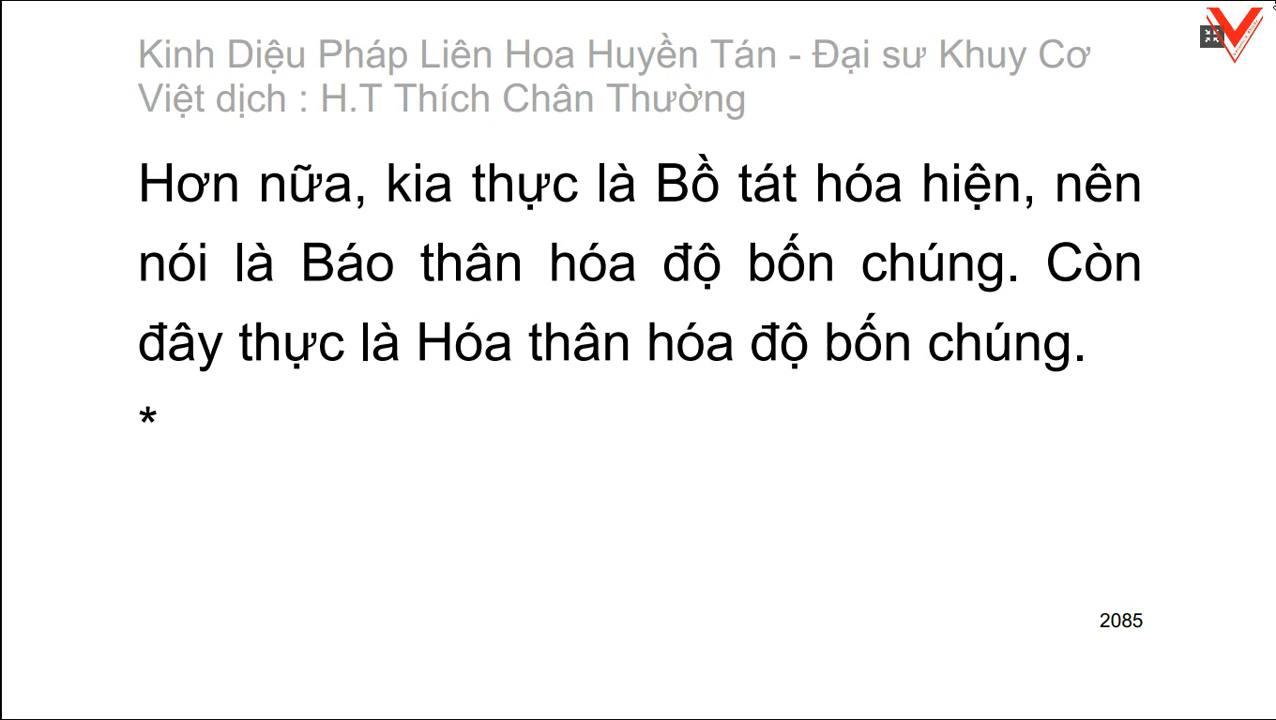 Kinh Diệu Pháp Liên Hoa Huyền Tán - Đại sư Khuy Cơ
Việt dịch : H.T Thích Chân Thường
Hơn nữa, kia thực là Bồ tát hóa hiện, nên
nói là Báo thân hóa độ bốn chúng. Còn
đây thực là Hóa thân hóa độ bốn chúng.
*
2085